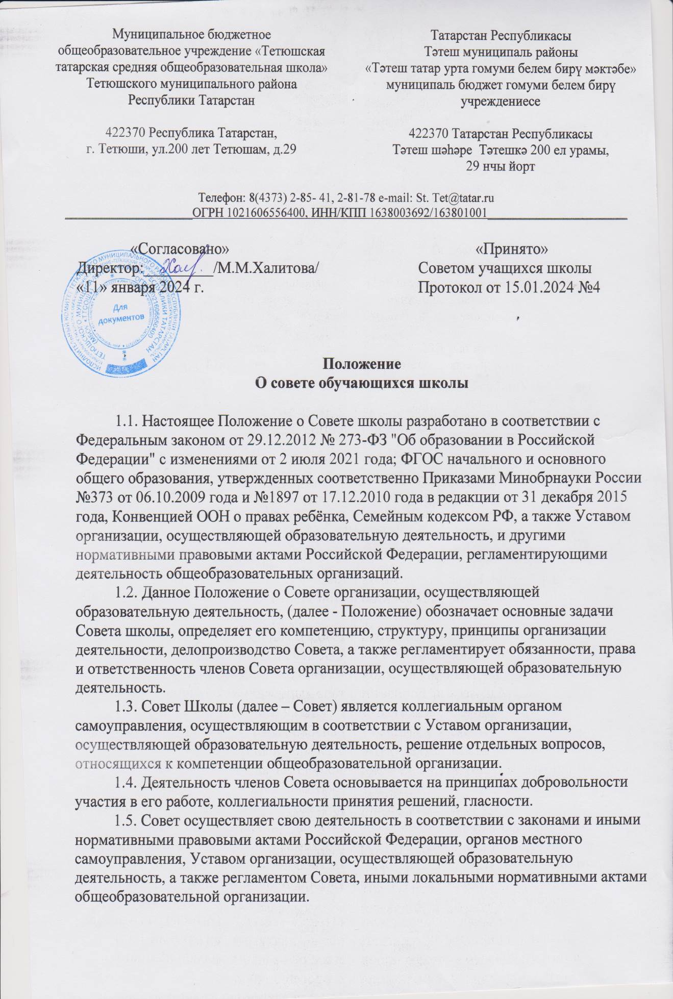 Муниципальное бюджетное
общеобразовательное учреждение «Тетюшская
татарская средняя общеобразовательная школа»
Тетюшского муниципального района
Республики Татарстан
422370 Республика Татарстан,
г. Тетюши, ул.200 лет Тетюшам, д.29
Татарстан Республикасы
Тәтеш муниципаль районы
«Тәтеш татар урта гомуми белем бирү мәктәбе»
муниципаль бюджет гомуми белем бирү
учреждениесе
422370 Татарстан Республикасы
Тәтеш шәһәре  Тәтешкә 200 ел урамы,
29 нчы йорт
Телефон: 8(4373) 2-85- 41, 2-81-78 e-mail: St. Tet@tatar.ru
ОГРН 1021606556400, ИНН/КПП 1638003692/163801001
«Согласовано»
Директор:__________/М.М.Халитова/
«11» января 2024 г.
«Принято»
Советом учащихся школы
Протокол от 15.01.2024 №4
Для
документов
Положение
О совете обучающихся школы
1.1. Настоящее Положение о Совете школы разработано в соответствии с
Федеральным законом от 29.12.2012 № 273-ФЗ "Об образовании в Российской
Федерации" с изменениями от 2 июля 2021 года; ФГОС начального и основного
общего образования, утвержденных соответственно Приказами Минобрнауки России
№373 от 06.10.2009 года и №1897 от 17.12.2010 года в редакции от 31 декабря 2015
года, Конвенцией ООН о правах ребёнка, Семейным кодексом РФ, а также Уставом
организации, осуществляющей образовательную деятельность, и другими
нормативными правовыми актами Российской Федерации, регламентирующими
деятельность общеобразовательных организаций.
1.2. Данное Положение о Совете организации, осуществляющей
образовательную деятельность, (далее - Положение) обозначает основные задачи
Совета школы, определяет его компетенцию, структуру, принципы организации
деятельности, делопроизводство Совета, а также регламентирует обязанности, права
и ответственность членов Совета организации, осуществляющей образовательную
деятельность.
1.3. Совет Школы (далее – Совет) является коллегиальным органом
самоуправления, осуществляющим в соответствии с Уставом организации,
осуществляющей образовательную деятельность, решение отдельных вопросов,
относящихся к компетенции общеобразовательной организации.
1.4. Деятельность членов Совета основывается на принципах добровольности
участия в его работе, коллегиальности принятия решений, гласности.
1.5. Совет осуществляет свою деятельность в соответствии с законами и иными
нормативными правовыми актами Российской Федерации, органов местного
самоуправления, Уставом организации, осуществляющей образовательную
деятельность, а также регламентом Совета, иными локальными нормативными актами
общеобразовательной организации.